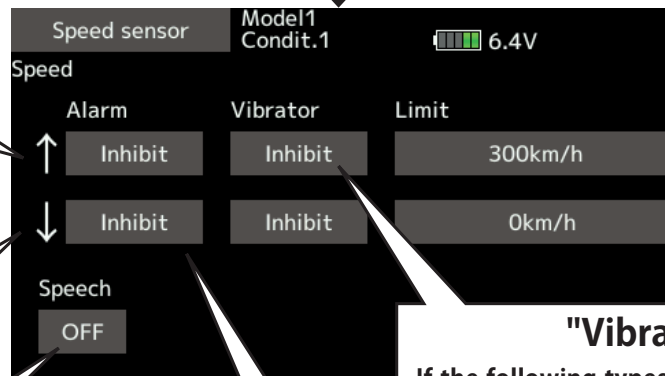 Speed sensor Model1
Condit.1 6.4V
Speed
Alarm Vibrator Limit
↑ Inhibit Inhibit 300km/h
↓ Inhibit Inhibit 0km/h
Speech
OFF
If the following types